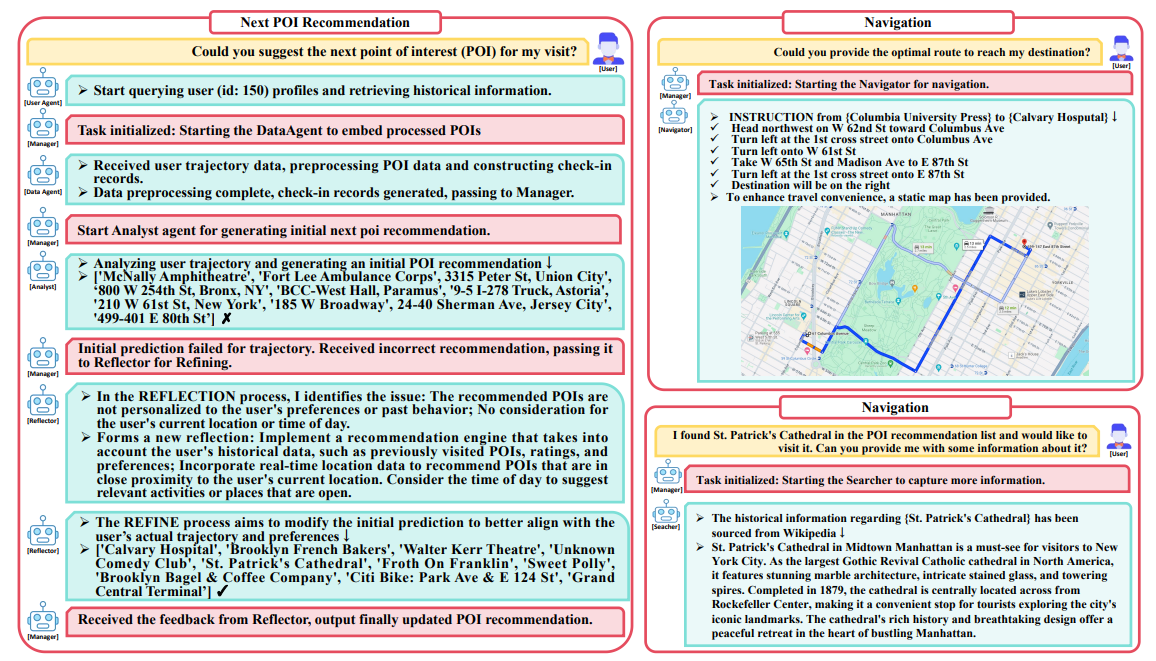 Next POI Recommendation
Could you suggest the next point of interest (POI) for my visit?
[User]
➢ Start querying user (id: 150) profiles and retrieving historical information.
[User Agent]
Task initialized: Starting the DataAgent to embed processed POIs
[Manager]
➢ Received user trajectory data, preprocessing POI data and constructing check-in
records.
➢ Data preprocessing complete, check-in records generated, passing to Manager.
[Data Agent]
Start Analyst agent for generating initial next poi recommendation.
[Manager]
➢ Analyzing user trajectory and generating an initial POI recommendation ↓
➢ ['McNally Amphitheatre', 'Fort Lee Ambulance Corps', 3315 Peter St, Union City',
'800 W 254th St, Bronx, NY', 'BCC-West Hall, Paramus', '9-5 I-278 Truck, Astoria',
'210 W 61st St, New York', '185 W Broadway', 24-40 Sherman Ave, Jersey City',
'499-401 E 80th St'] ✗
[Analyst]
Initial prediction failed for trajectory. Received incorrect recommendation, passing it
to Reflector for Refining.
[Manager]
➢ In the REFLECTION process, I identifies the issue: The recommended POIs are
not personalized to the user's preferences or past behavior; No consideration for
the user's current location or time of day.
➢ Forms a new reflection: Implement a recommendation engine that takes into
account the user's historical data, such as previously visited POIs, ratings, and
preferences; Incorporate real-time location data to recommend POIs that are in
close proximity to the user's current location. Consider the time of day to suggest
relevant activities or places that are open.
[Reflector]
➢ The REFINE process aims to modify the initial prediction to better align with the
user's actual trajectory and preferences ↓
➢ ['Calvary Hospital', 'Brooklyn French Bakers', 'Walter Kerr Theatre', 'Unknown
Comedy Club', 'St. Patrick's Cathedral', 'Froth On Franklin', 'Sweet Polly',
'Brooklyn Bagel & Coffee Company', 'Citi Bike: Park Ave & E 124 St', 'Grand
Central Terminal'] ✓
[Reflector]
Received the feedback from Reflector, output finally updated POI recommendation.
[Manager]
Navigation
Could you provide the optimal route to reach my destination?
[User]
Task initialized: Starting the Navigator for navigation.
[Manager]
[Navigator]
➢ INSTRUCTION from {Columbia University Press} to {Calvary Hosputal} ↓
✓ Head northwest on W 62nd St toward Columbus Ave
✓ Turn left at the 1st cross street onto Columbus Ave
✓ Turn left onto W 61st St
✓ Take W 65th St and Madison Ave to E 87th St
✓ Turn left at the 1st cross street onto E 87th St
✓ Destination will be on the right
➢ To enhance travel convenience, a static map has been provided.
MANHATTAN
YORKVILLE
Navigation
I found St. Patrick's Cathedral in the POI recommendation list and would like to
visit it. Can you provide me with some information about it?
[User]
Task initialized: Starting the Searcher to capture more information.
[Manager]
[Seacher]
➢ The historical information regarding {St. Patrick's Cathedral} has been
sourced from Wikipedia ↓
➢ St. Patrick's Cathedral in Midtown Manhattan is a must-see for visitors to New
York City. As the largest Gothic Revival Catholic cathedral in North America,
it features stunning marble architecture, intricate stained glass, and towering
spires. Completed in 1879, the cathedral is centrally located across from
Rockefeller Center, making it a convenient stop for tourists exploring the city's
iconic landmarks. The cathedral's rich history and breathtaking design offer a
peaceful retreat in the heart of bustling Manhattan.